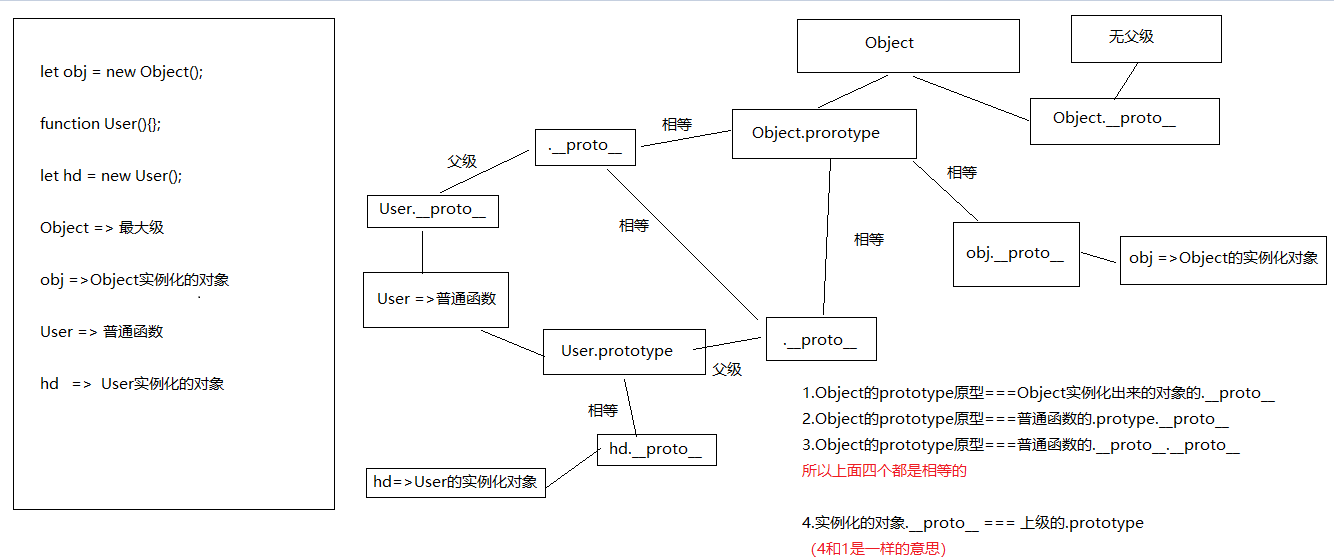 let obj = new Object();
function User(){};
let hd = new User();
Object => 最大级
obj =>Object实例化的对象
User => 普通函数
hd => User实例化的对象
Object
无父级
Object.__proto__
Object.prorotype
相等
.__proto__
父级
User.__proto__
相等
相等
相等
obj.__proto__
obj =>Object的实例化对象
User =>普通函数
User.prototype
父级
.__proto__
相等
hd.__proto__
hd=>User的实例化对象
1.Object的prototype原型===Object实例化出来的对象的.__proto__
2.Object的prototype原型===普通函数的.protype.__proto__
3.Object的prototype原型===普通函数的.__proto__.__proto__
所以上面四个都是相等的
4.实例化的对象.__proto__ === 上级的.prototype
（4和1是一样的意思）